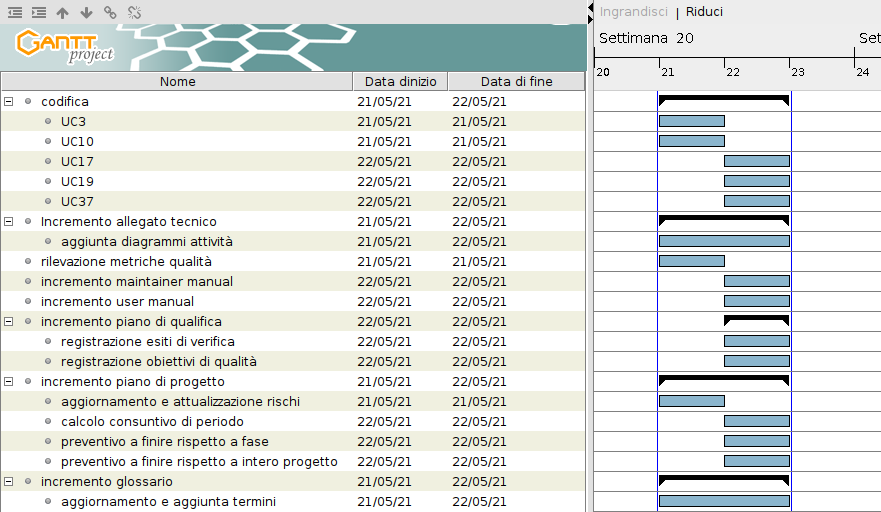 Ingrandisci | Riduci
GANTT project
Settimana 20 Set
Nome Data dinizio Data di fine
20 21 22 23 24
codifica 21/05/21 22/05/21
UC3 21/05/21 21/05/21
UC10 21/05/21 21/05/21
UC17 22/05/21 22/05/21
UC19 22/05/21 22/05/21
UC37 22/05/21 22/05/21
Incremento allegato tecnico 21/05/21 22/05/21
aggiunta diagrammi attività 21/05/21 22/05/21
rilevazione metriche qualità 21/05/21 21/05/21
incremento maintainer manual 22/05/21 22/05/21
incremento user manual 22/05/21 22/05/21
incremento piano di qualifica 22/05/21 22/05/21
registrazione esiti di verifica 22/05/21 22/05/21
registrazione obiettivi di qualità 22/05/21 22/05/21
incremento piano di progetto 21/05/21 22/05/21
aggiornamento e attualizzazione rischi 21/05/21 21/05/21
calcolo consuntivo di periodo 22/05/21 22/05/21
preventivo a finire rispetto a fase 22/05/21 22/05/21
preventivo a finire rispetto a intero progetto 22/05/21 22/05/21
incremento glossario 21/05/21 22/05/21
aggiornamento e aggiunta termini 21/05/21 22/05/21